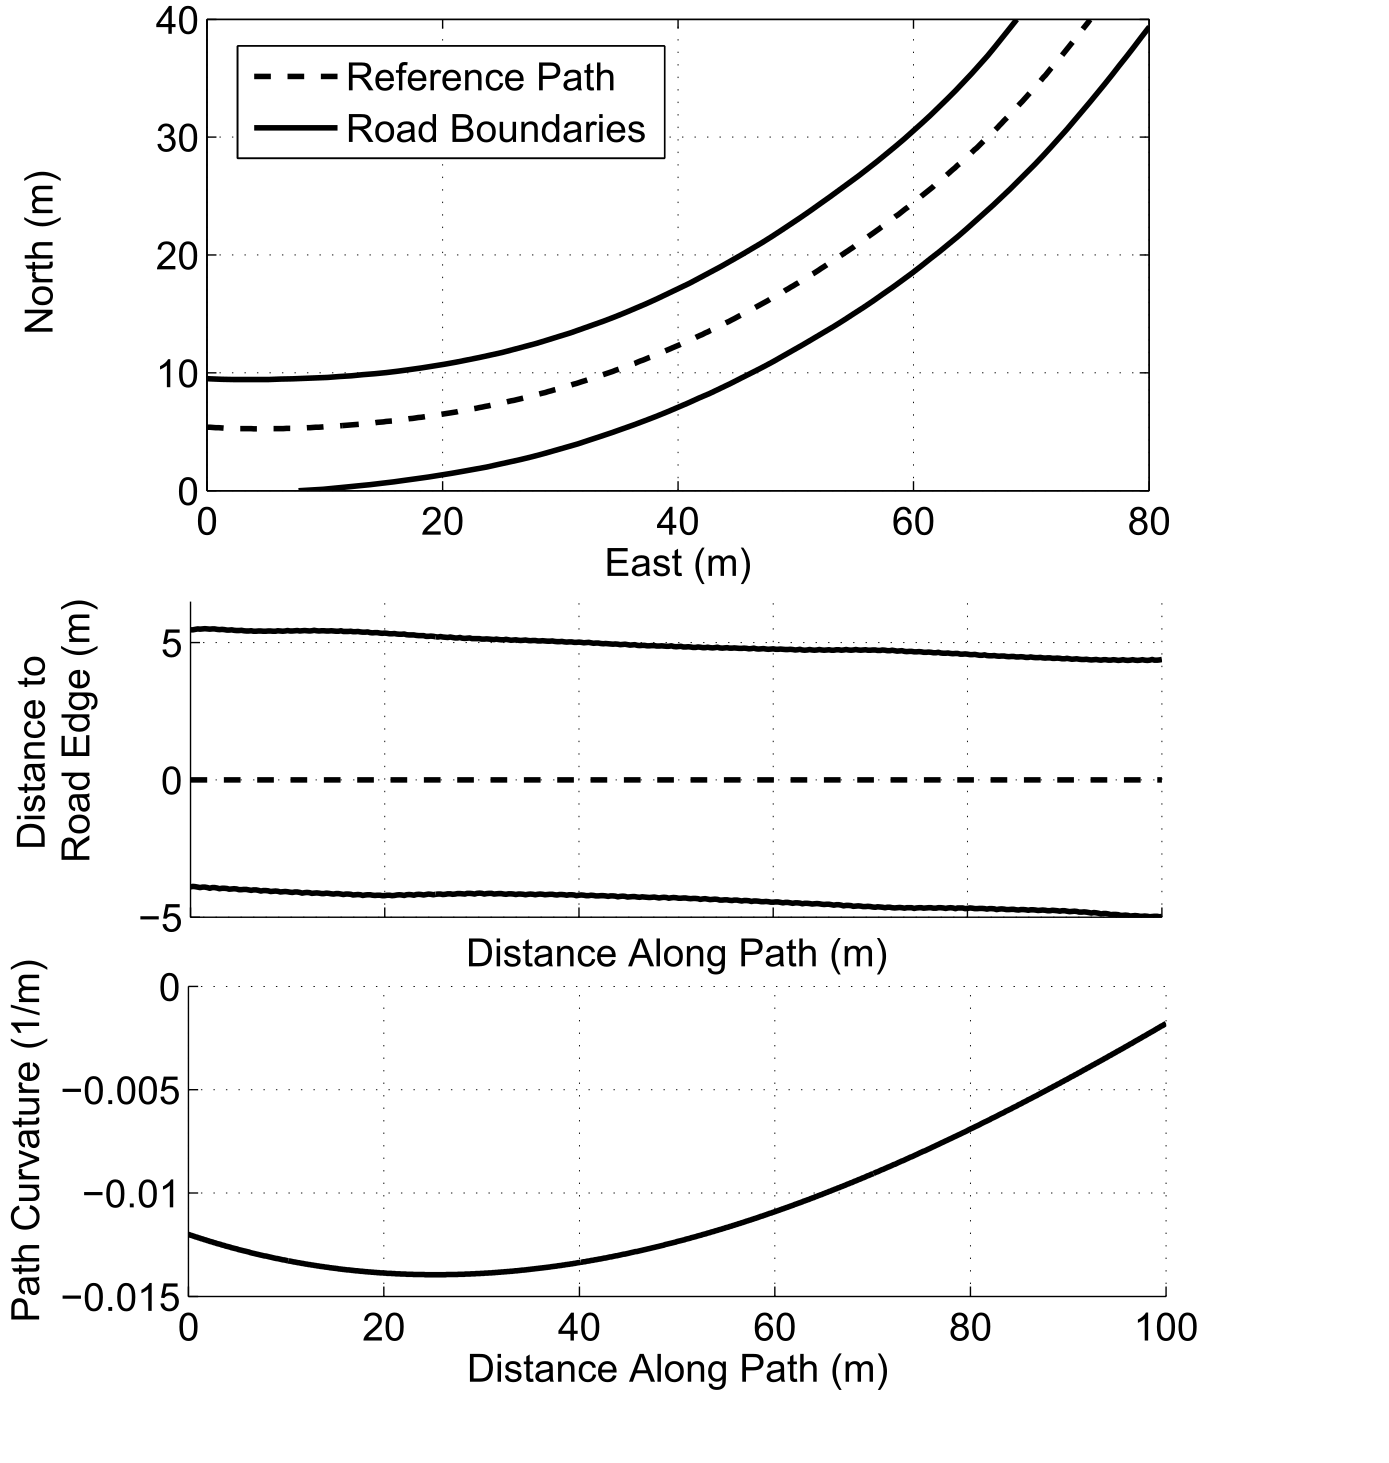 40
30
20
10
0
North (m)
Reference Path
Road Boundaries
0 20 40 60 80
East (m)
Distance to
Road Edge (m)
5
0
−5
Distance Along Path (m)
Path Curvature (1/m)
0
−0.005
−0.01
−0.015
0 20 40 60 80 100
Distance Along Path (m)